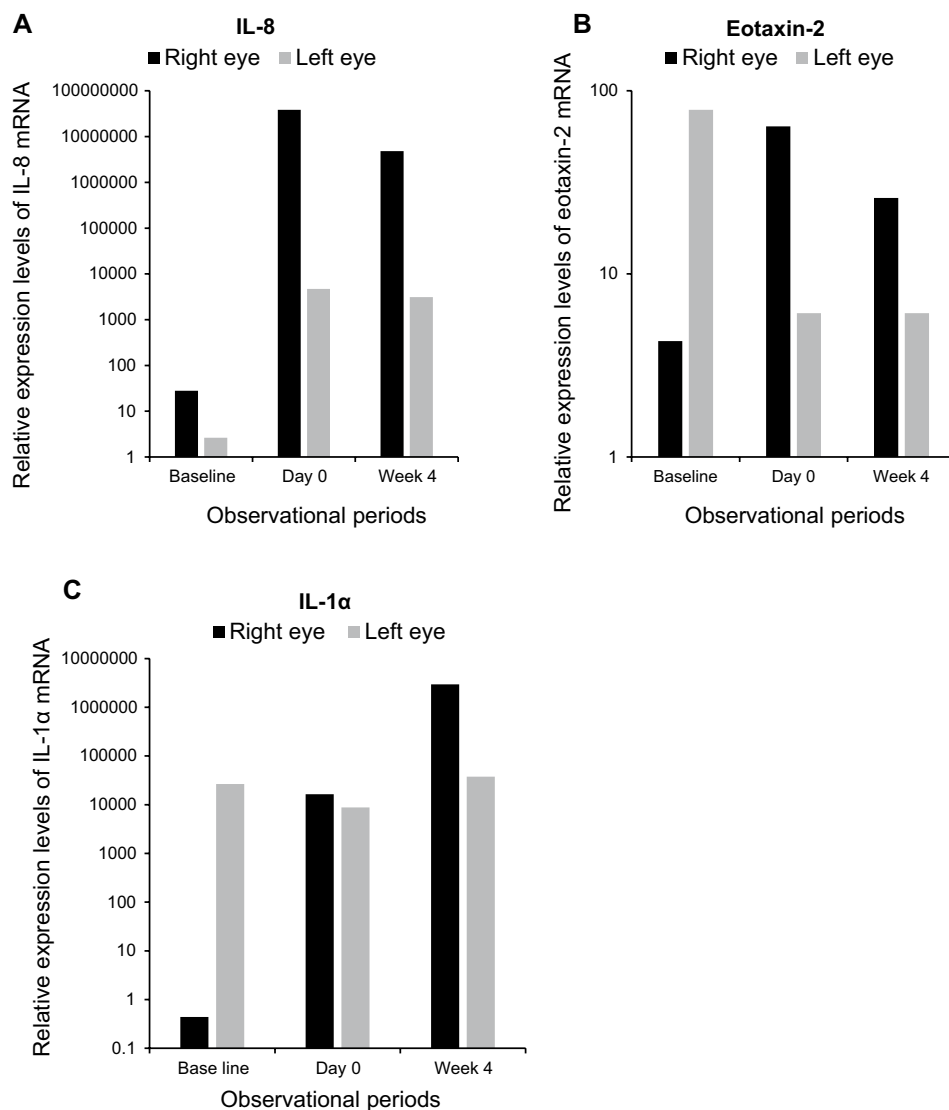 A
IL-8
Right eye Left eye
Relative expression levels of IL-8 mRNA
100000000
10000000
1000000
100000
10000
1000
100
10
1
Baseline Day 0 Week 4
Observational periods
B
Eotaxin-2
Right eye Left eye
Relative expression levels of eotaxin-2 mRNA
100
10
1
Baseline Day 0 Week 4
Observational periods
C
IL-1α
Right eye Left eye
Relative expression levels of IL-1α mRNA
10000000
1000000
100000
10000
1000
100
10
1
0.1
Base line Day 0 Week 4
Observational periods